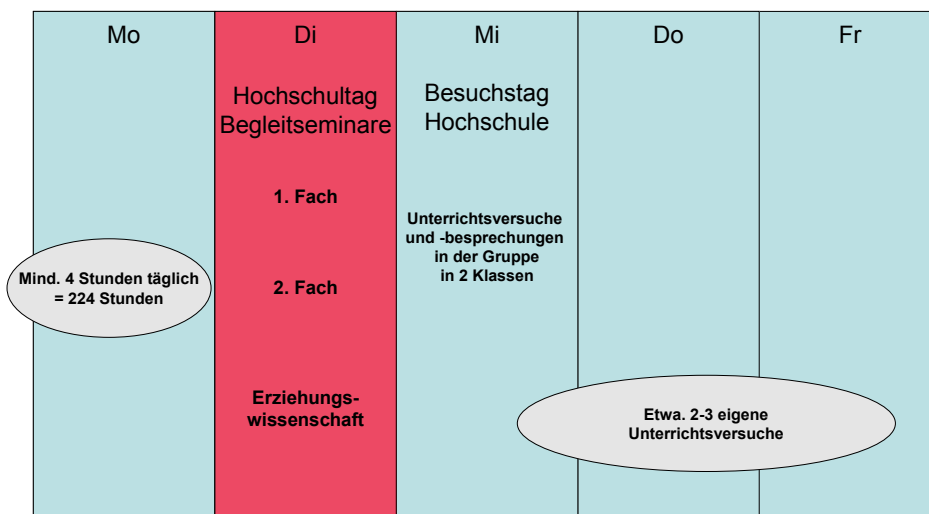 Mo
Di
Mi
Do
Fr
Hochschultag
Begleitseminare
Besuchstag
Hochschule
1. Fach
Unterrichtsversuche
und -besprechungen
in der Gruppe
in 2 Klassen
Mind. 4 Stunden täglich
= 224 Stunden
2. Fach
Erziehungs-
wissenschaft
Etwa. 2-3 eigene
Unterrichtsversuche